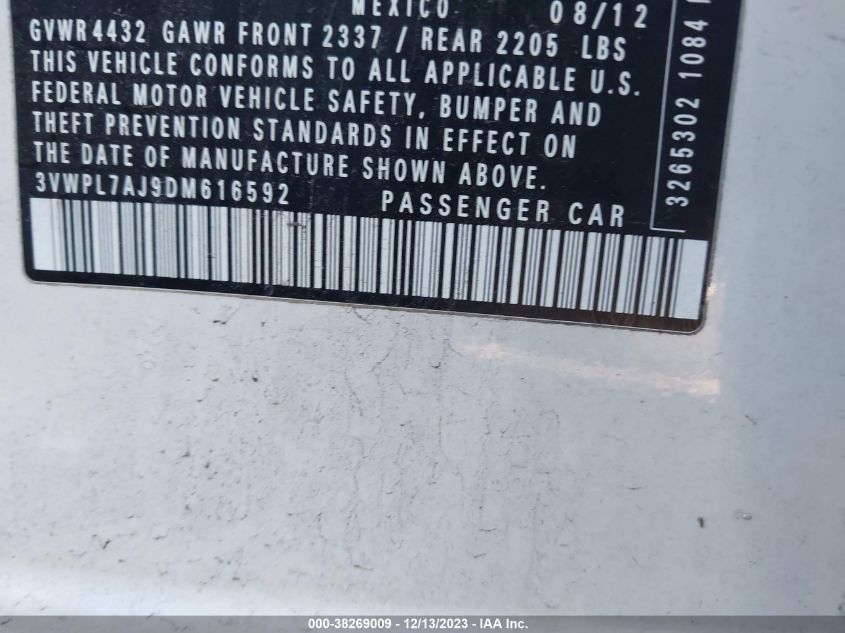 MEXICO 08/12
GVWR 4432 GAWR FRONT 2337 / REAR 2205 LBS
THIS VEHICLE CONFORMS TO ALL APPLICABLE U.S.
FEDERAL MOTOR VEHICLE SAFETY, BUMPER AND
THEFT PREVENTION STANDARDS IN EFFECT ON
THE DATE OF MANUFACTURE SHOWN ABOVE.
3VWPL7AJ9DM616592 PASSENGER CAR
3265302 1084
000-38269009 - 12/13/2023 - IAA Inc.